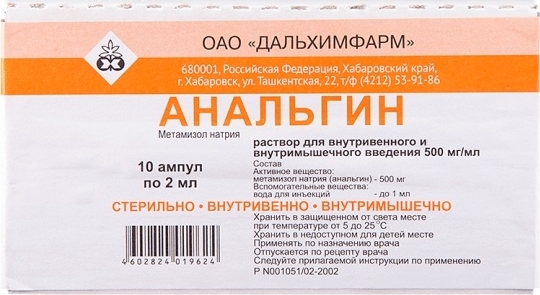 ОАО «ДАЛЬХИМФАРМ»
680001, Российская Федерация, Хабаровский край,
г. Хабаровск, ул. Ташкентская, 22, т/ф (4212) 53-91-86
АНАЛЬГИН
Метамизол натрия
раствор для внутривенного и
внутримышечного введения 500 мг/мл
10 ампул
по 2 мл
Состав
Активное вещество:
метамизол натрия (анальгин) - 500 мг
Вспомогательные вещества:
вода для инъекций - до 1 мл
СТЕРИЛЬНО • ВНУТРИВЕННО • ВНУТРИМЫШЕЧНО
Хранить в защищенном от света месте
при температуре от 5 до 25°С
Хранить в недоступном для детей месте
Применять по назначению врача
Отпускается по рецепту врача
Следуйте прилагаемой инструкции по применению
Р N001051/02-2002
4602824019624